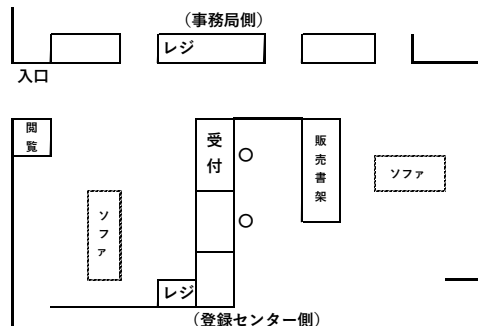 （事務局側）
レジ
入口
閲覧
受付
販売書架
ソファ
ソファ
レジ
（登録センター側）